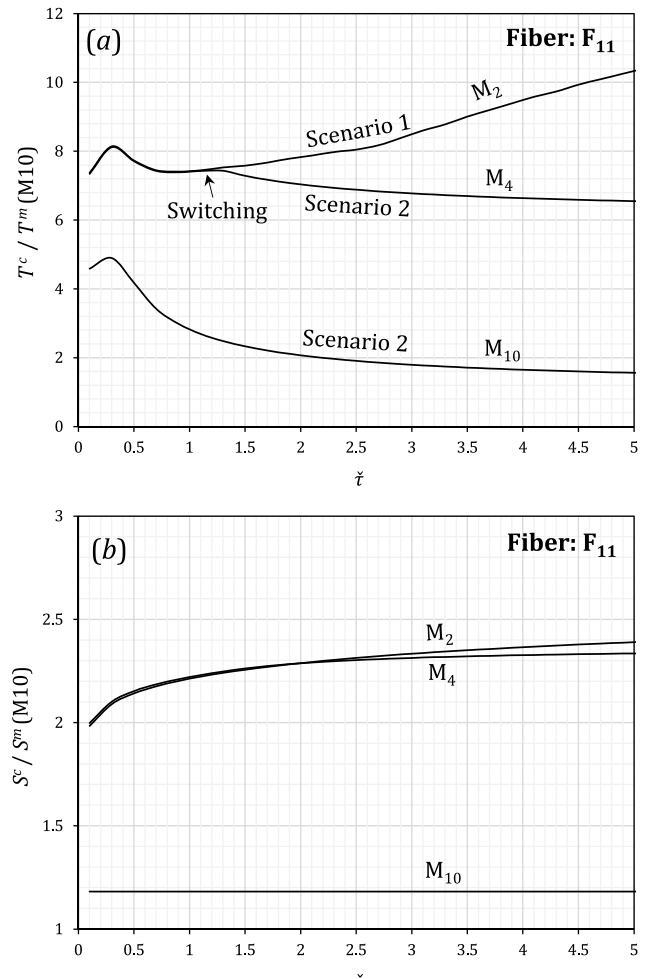 12
(a)
Fiber: F₁₁
10
M₂
Scenario 1
8
M₄
6
Switching
Scenario 2
4
Scenario 2
M₁₀
2
0
0 0.5 1 1.5 2 2.5 3 3.5 4 4.5 5
T^c / T^m (M10)
τ̌
3
(b)
Fiber: F₁₁
2.5
M₂
M₄
2
1.5
M₁₀
1
0 0.5 1 1.5 2 2.5 3 3.5 4 4.5 5
S^c / S^m (M10)